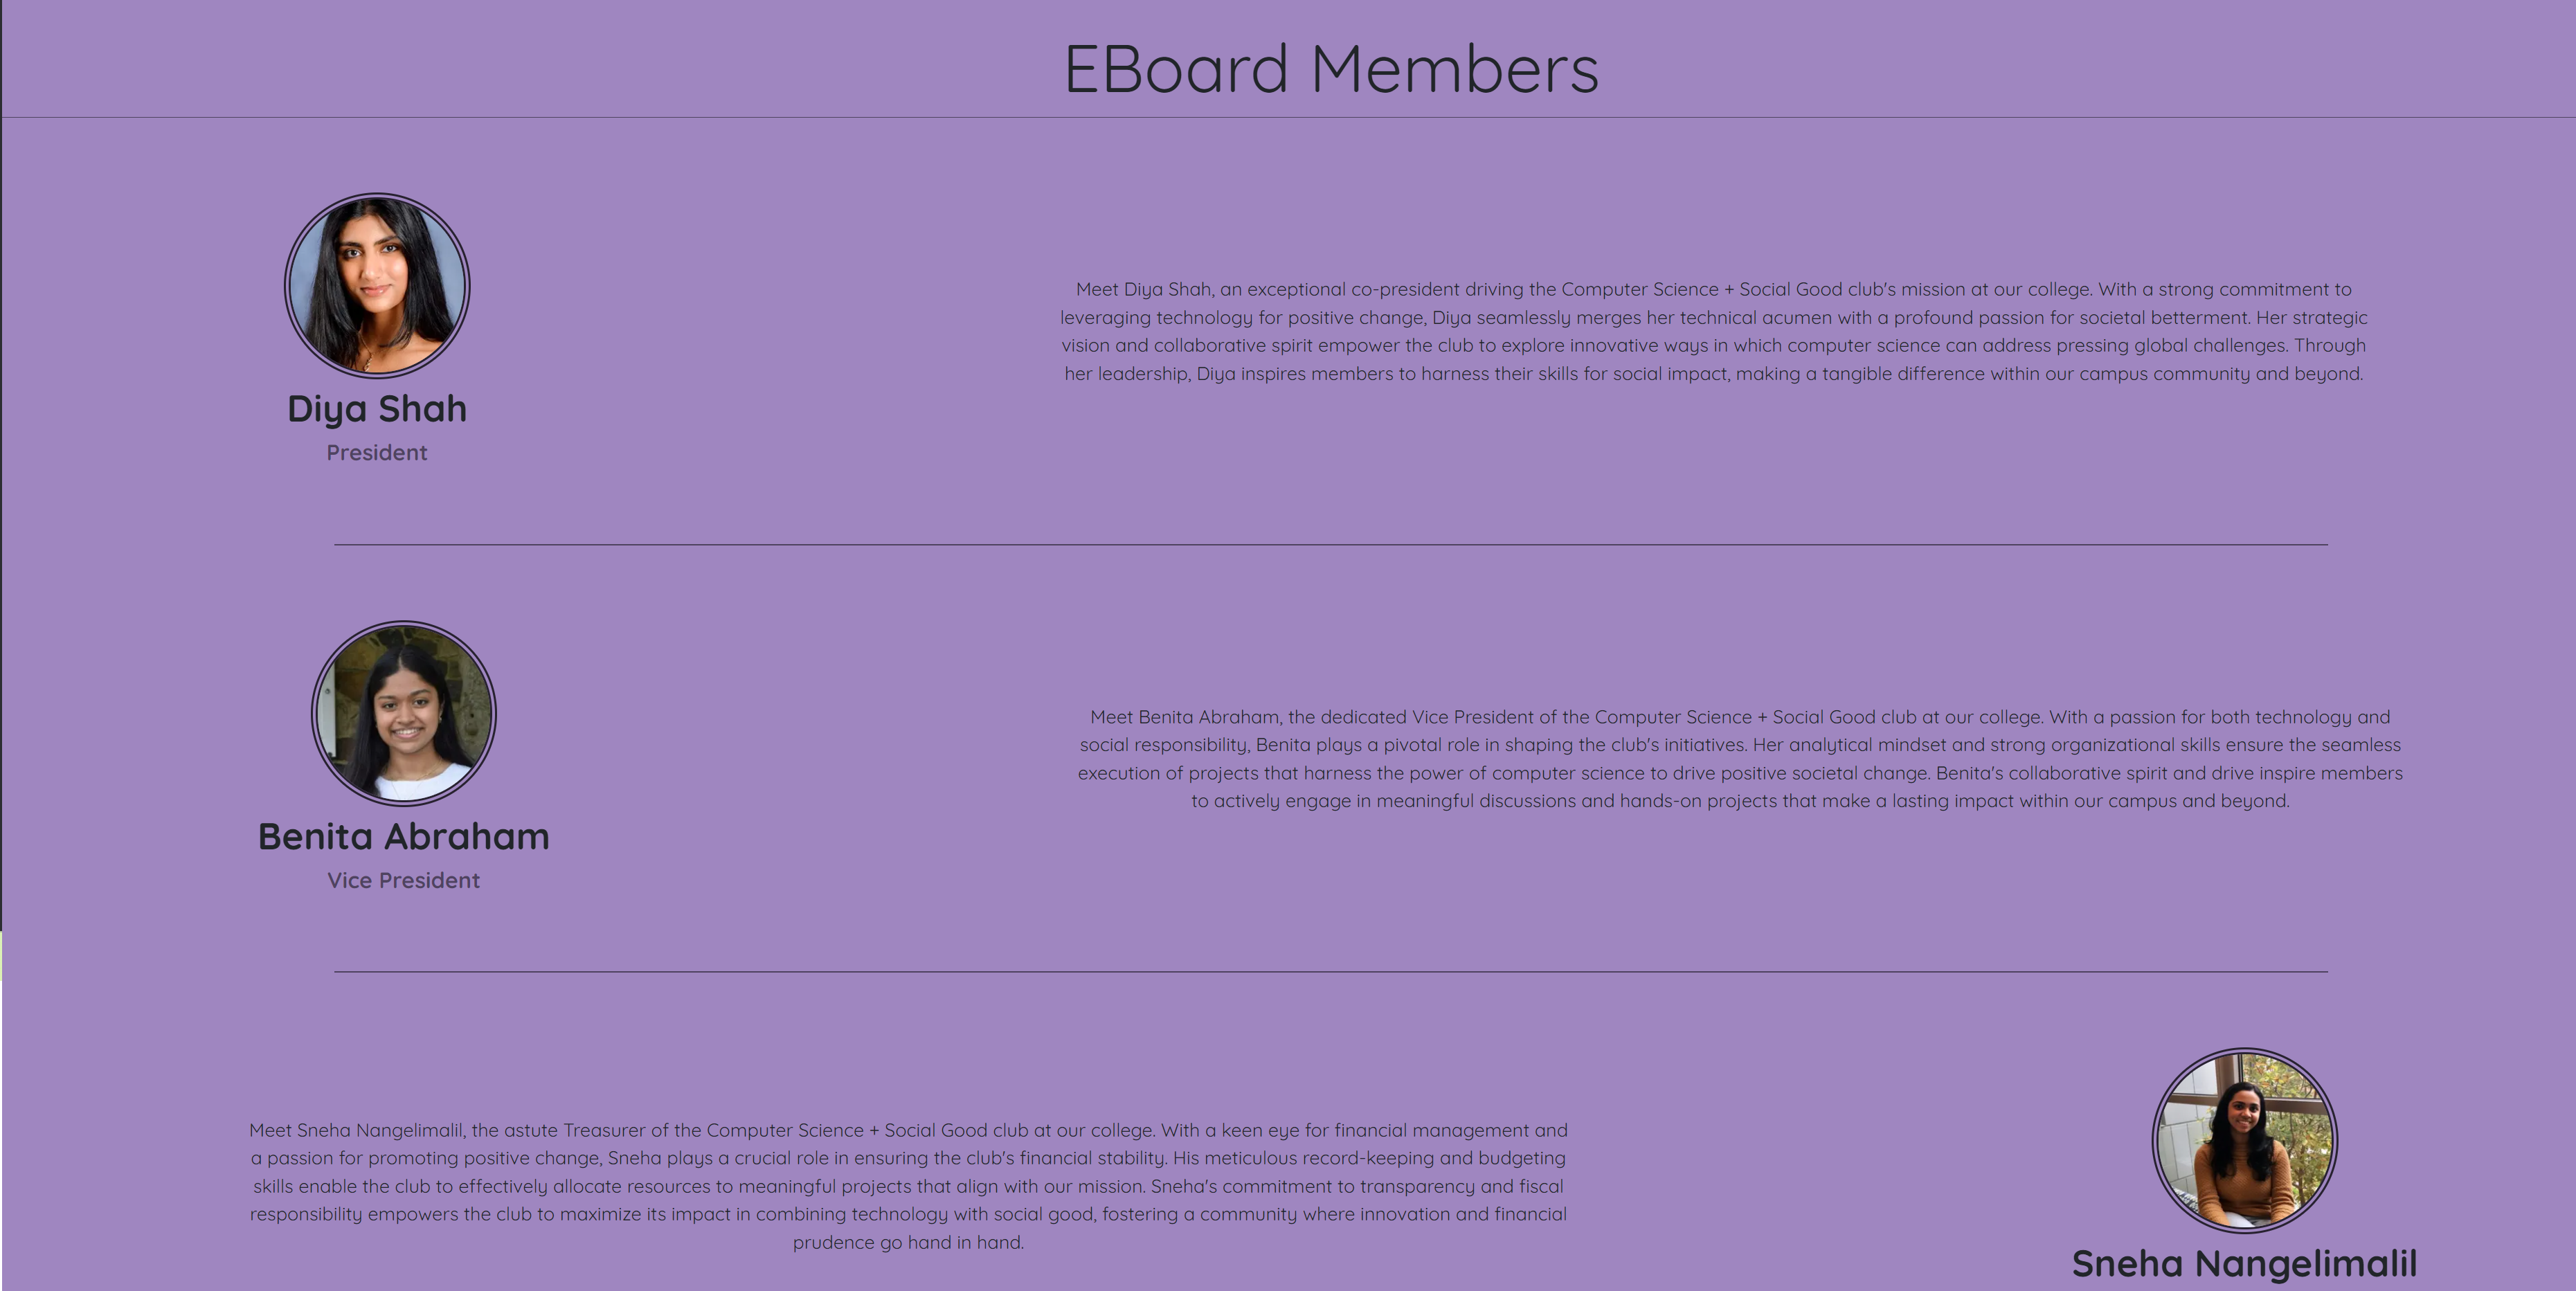 EBoard Members
Meet Diya Shah, an exceptional co-president driving the Computer Science + Social Good club's mission at our college. With a strong commitment to
leveraging technology for positive change, Diya seamlessly merges her technical acumen with a profound passion for societal betterment. Her strategic
vision and collaborative spirit empower the club to explore innovative ways in which computer science can address pressing global challenges. Through
her leadership, Diya inspires members to harness their skills for social impact, making a tangible difference within our campus community and beyond.
Diya Shah
President
Meet Benita Abraham, the dedicated Vice President of the Computer Science + Social Good club at our college. With a passion for both technology and
social responsibility, Benita plays a pivotal role in shaping the club's initiatives. Her analytical mindset and strong organizational skills ensure the seamless
execution of projects that harness the power of computer science to drive positive societal change. Benita's collaborative spirit and drive inspire members
to actively engage in meaningful discussions and hands-on projects that make a lasting impact within our campus and beyond.
Benita Abraham
Vice President
Meet Sneha Nangelimalil, the astute Treasurer of the Computer Science + Social Good club at our college. With a keen eye for financial management and
a passion for promoting positive change, Sneha plays a crucial role in ensuring the club's financial stability. His meticulous record-keeping and budgeting
skills enable the club to effectively allocate resources to meaningful projects that align with our mission. Sneha's commitment to transparency and fiscal
responsibility empowers the club to maximize its impact in combining technology with social good, fostering a community where innovation and financial
prudence go hand in hand.
Sneha Nangelimalil